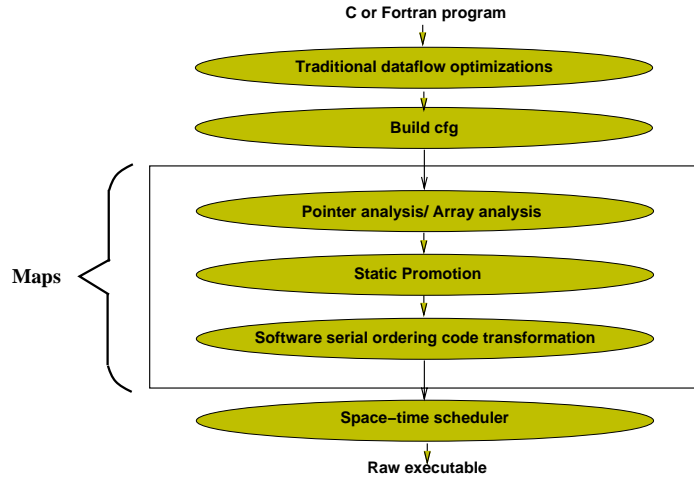 C or Fortran program
Traditional dataflow optimizations
Build cfg
Pointer analysis/ Array analysis
Maps
Static Promotion
Software serial ordering code transformation
Space−time scheduler
Raw executable